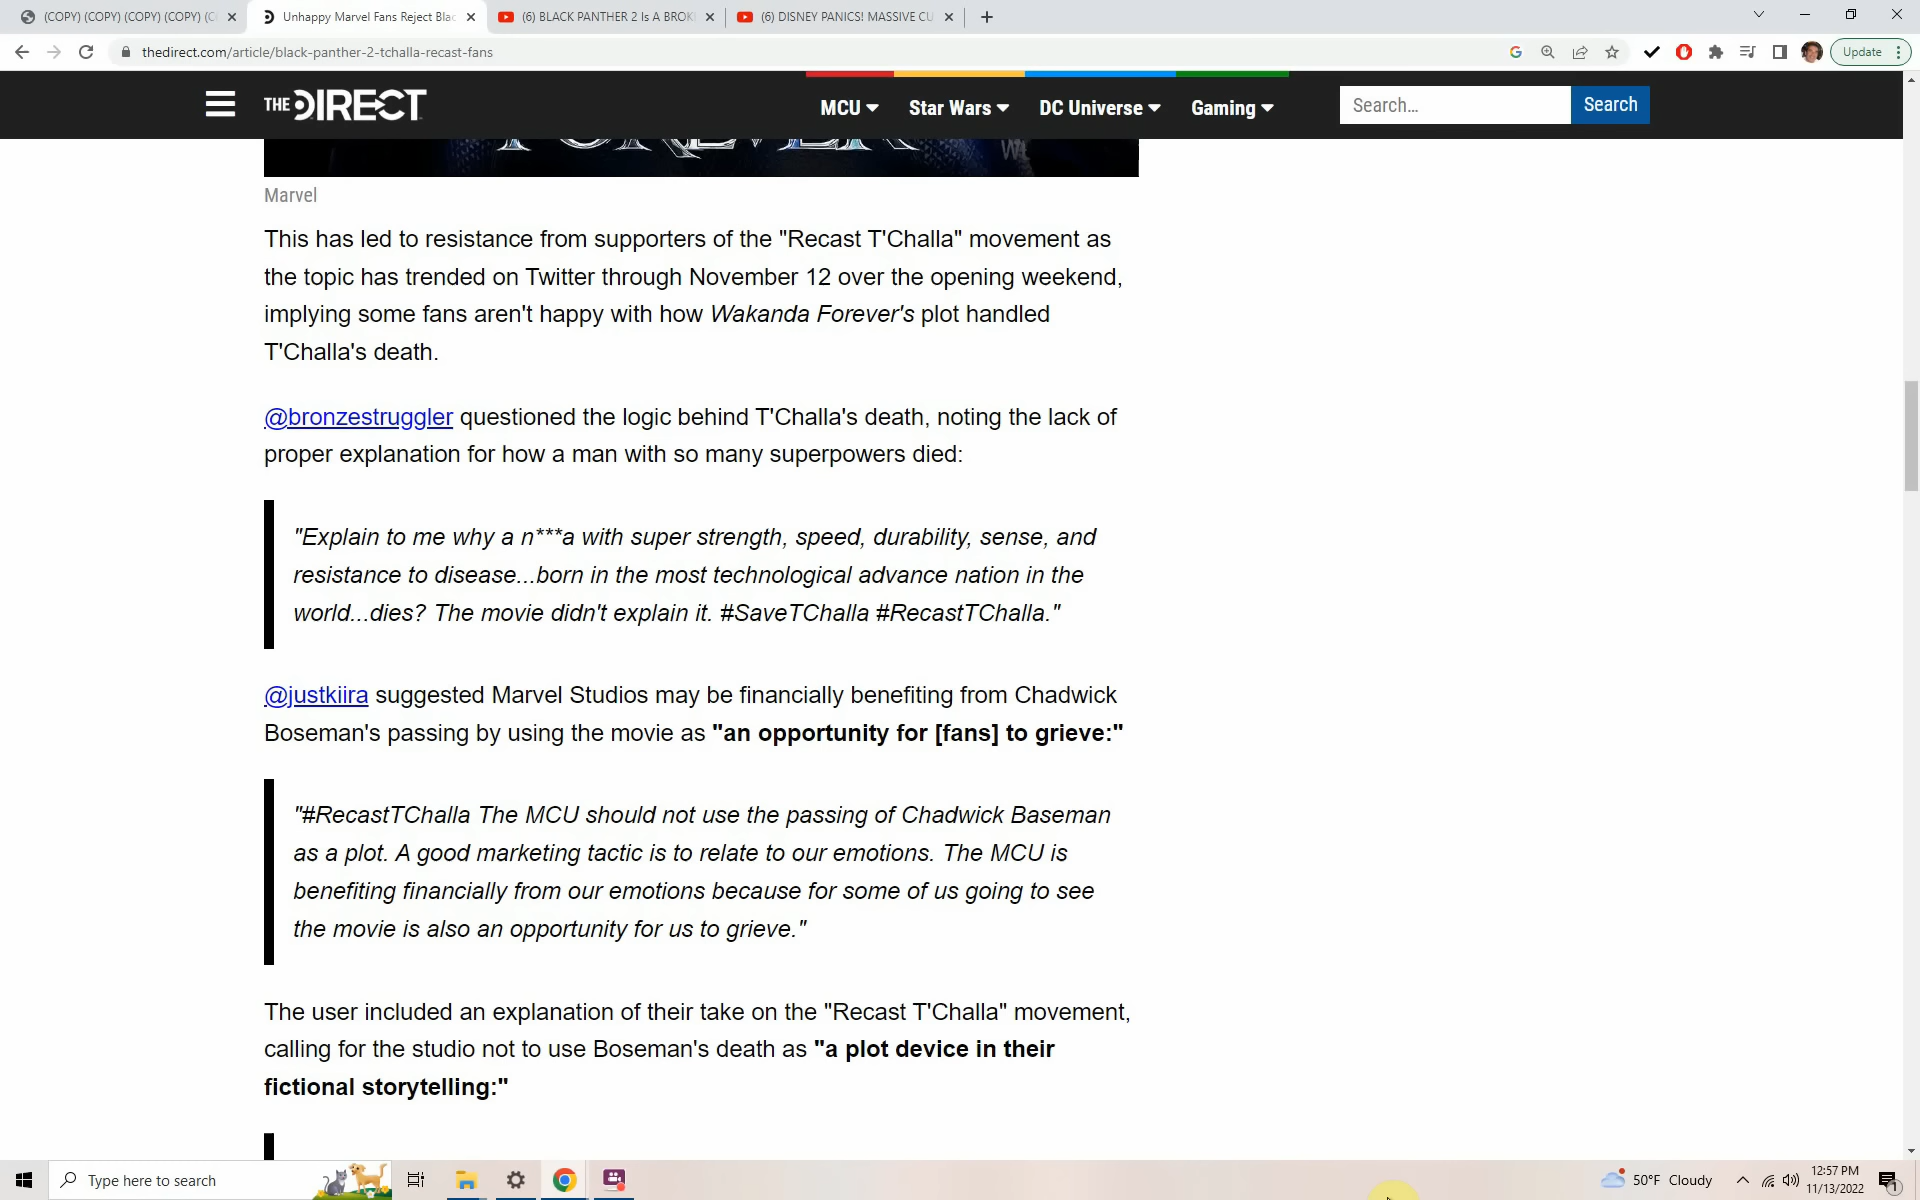 (COPY) (COPY) (COPY) (COPY) (C
Unhappy Marvel Fans Reject Blac
(6) BLACK PANTHER 2 Is A BROK
(6) DISNEY PANICS! MASSIVE CU
thedirect.com/article/black-panther-2-tchalla-recast-fans
Update
THE DIRECT
MCU
Star Wars
DC Universe
Gaming
Search...
Search
FOREVER
Marvel
This has led to resistance from supporters of the "Recast T'Challa" movement as
the topic has trended on Twitter through November 12 over the opening weekend,
implying some fans aren't happy with how Wakanda Forever's plot handled
T'Challa's death.
@bronzestruggler questioned the logic behind T'Challa's death, noting the lack of
proper explanation for how a man with so many superpowers died:
"Explain to me why a n***a with super strength, speed, durability, sense, and
resistance to disease...born in the most technological advance nation in the
world...dies? The movie didn't explain it. #SaveTChalla #RecastTChalla."
@justkiira suggested Marvel Studios may be financially benefiting from Chadwick
Boseman's passing by using the movie as "an opportunity for [fans] to grieve:"
"#RecastTChalla The MCU should not use the passing of Chadwick Baseman
as a plot. A good marketing tactic is to relate to our emotions. The MCU is
benefiting financially from our emotions because for some of us going to see
the movie is also an opportunity for us to grieve."
The user included an explanation of their take on the "Recast T'Challa" movement,
calling for the studio not to use Boseman's death as "a plot device in their
fictional storytelling:"
Type here to search
50°F Cloudy
12:57 PM
11/13/2022
1